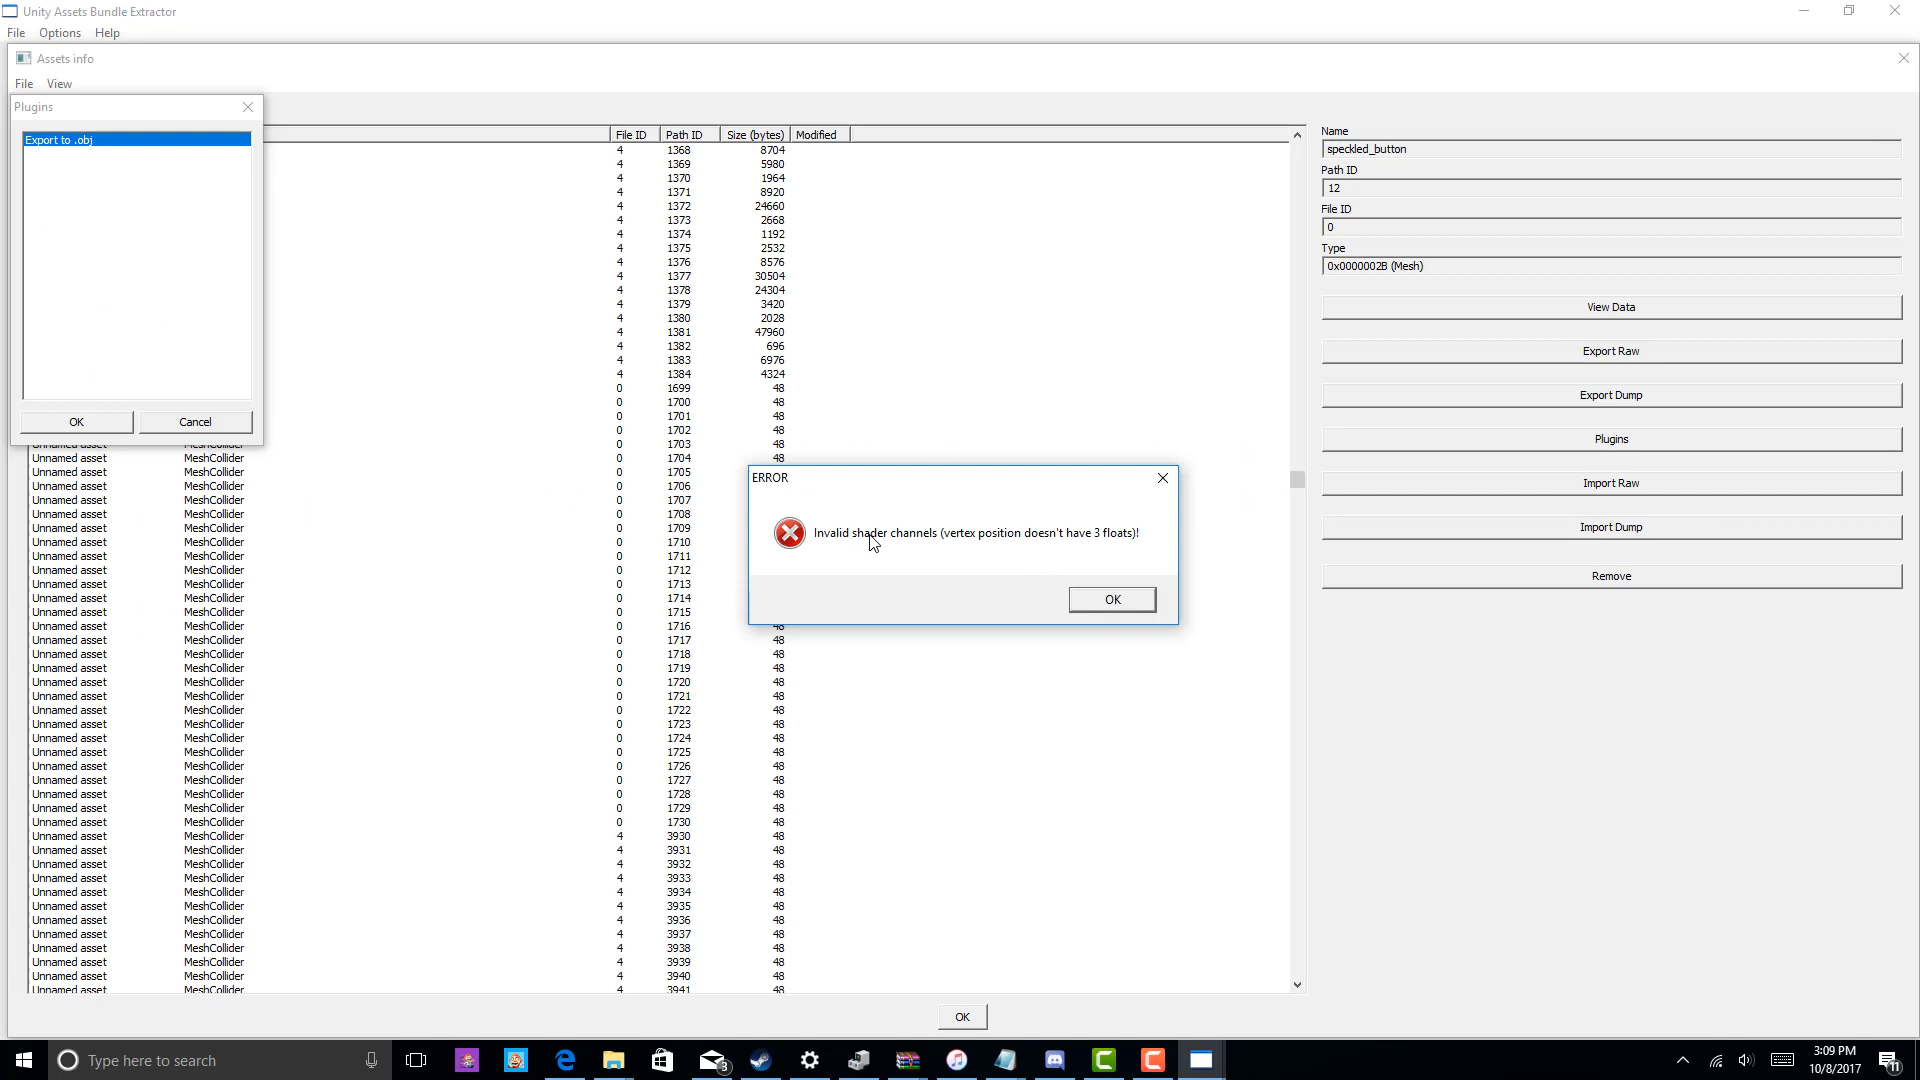 Unity Assets Bundle Extractor
File Options Help
Assets info
File View
Plugins
Export to .obj
OK Cancel
File ID Path ID Size (bytes) Modified
4 1368 8704
4 1369 5980
4 1370 1964
4 1371 8920
4 1372 24660
4 1373 2668
4 1374 1192
4 1375 2532
4 1376 8576
4 1377 30504
4 1378 24304
4 1379 3420
4 1380 2028
4 1381 47960
4 1382 696
4 1383 6976
4 1384 4324
0 1699 48
0 1700 48
0 1701 48
0 1702 48
Unnamed asset MeshCollider 0 1703 48
Unnamed asset MeshCollider 0 1704 48
Unnamed asset MeshCollider 0 1705
Unnamed asset MeshCollider 0 1706
Unnamed asset MeshCollider 0 1707
Unnamed asset MeshCollider 0 1708
Unnamed asset MeshCollider 0 1709
Unnamed asset MeshCollider 0 1710
Unnamed asset MeshCollider 0 1711
Unnamed asset MeshCollider 0 1712
Unnamed asset MeshCollider 0 1713
Unnamed asset MeshCollider 0 1714
Unnamed asset MeshCollider 0 1715
Unnamed asset MeshCollider 0 1716 48
Unnamed asset MeshCollider 0 1717 48
Unnamed asset MeshCollider 0 1718 48
Unnamed asset MeshCollider 0 1719 48
Unnamed asset MeshCollider 0 1720 48
Unnamed asset MeshCollider 0 1721 48
Unnamed asset MeshCollider 0 1722 48
Unnamed asset MeshCollider 0 1723 48
Unnamed asset MeshCollider 0 1724 48
Unnamed asset MeshCollider 0 1725 48
Unnamed asset MeshCollider 0 1726 48
Unnamed asset MeshCollider 0 1727 48
Unnamed asset MeshCollider 0 1728 48
Unnamed asset MeshCollider 0 1729 48
Unnamed asset MeshCollider 0 1730 48
Unnamed asset MeshCollider 4 3930 48
Unnamed asset MeshCollider 4 3931 48
Unnamed asset MeshCollider 4 3932 48
Unnamed asset MeshCollider 4 3933 48
Unnamed asset MeshCollider 4 3934 48
Unnamed asset MeshCollider 4 3935 48
Unnamed asset MeshCollider 4 3936 48
Unnamed asset MeshCollider 4 3937 48
Unnamed asset MeshCollider 4 3938 48
Unnamed asset MeshCollider 4 3939 48
Unnamed asset MeshCollider 4 3940 48
Unnamed asset MeshCollider 4 3941 48
ERROR
Invalid shader channels (vertex position doesn't have 3 floats)!
OK
Name
speckled_button
Path ID
12
File ID
0
Type
0x0000002B (Mesh)
View Data
Export Raw
Export Dump
Plugins
Import Raw
Import Dump
Remove
OK
Type here to search
3
3:09 PM
10/8/2017
11